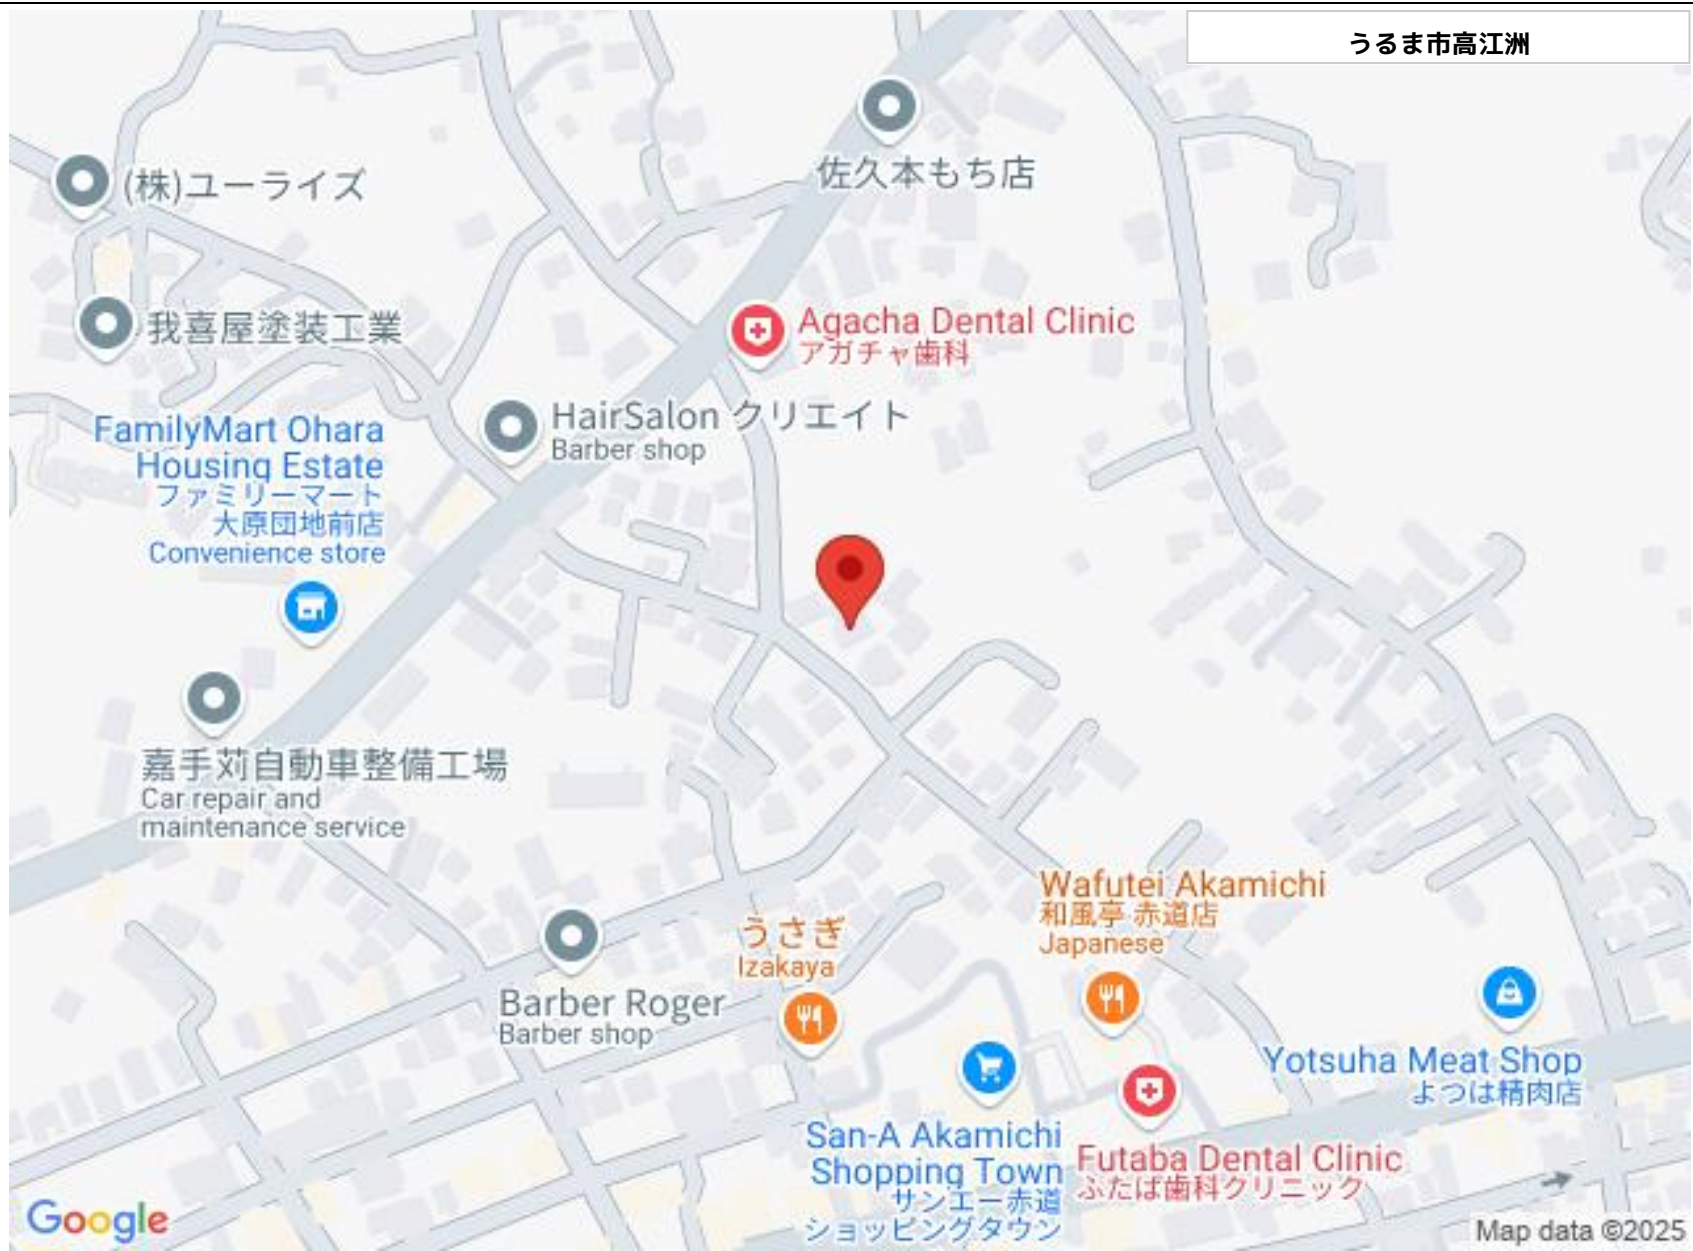 うるま市高江洲
佐久本もち店
(株)ユーライズ
Agacha Dental Clinic
アガチャ歯科
我喜屋塗装工業
HairSalon クリエイト
Barber shop
FamilyMart Ohara
Housing Estate
ファミリーマート
大原団地前店
Convenience store
嘉手苅自動車整備工場
Car repair and
maintenance service
Wafutei Akamichi
和風亭 赤道店
Japanese
うさぎ
Izakaya
Barber Roger
Barber shop
Yotsuha Meat Shop
よつは精肉店
San-A Akamichi
Shopping Town
サンエー赤道
ショッピングタウン
Futaba Dental Clinic
ふたば歯科クリニック
Google
Map data ©2025